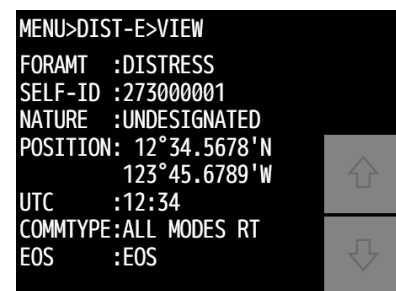 MENU>DIST-E>VIEW
FORAMT :DISTRESS
SELF-ID :273000001
NATURE :UNDESIGNATED
POSITION: 12°34.5678'N
123°45.6789'W
UTC :12:34
COMMTYPE:ALL MODES RT
EOS :EOS